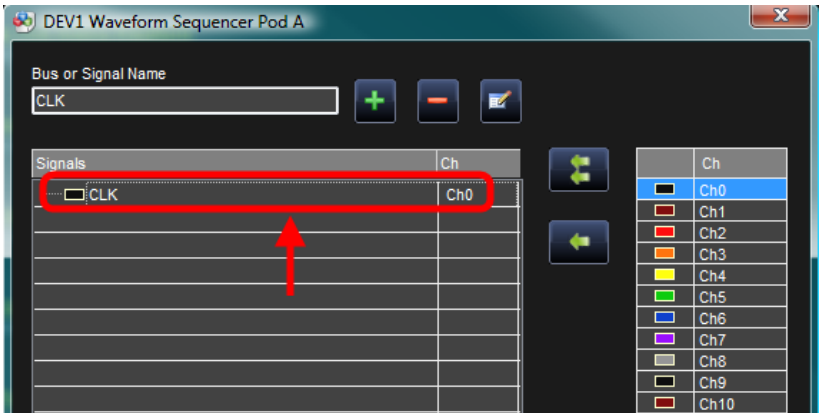 DEV1 Waveform Sequencer Pod A
Bus or Signal Name
CLK
Signals Ch
CLK Ch0
Ch
Ch0
Ch1
Ch2
Ch3
Ch4
Ch5
Ch6
Ch7
Ch8
Ch9
Ch10